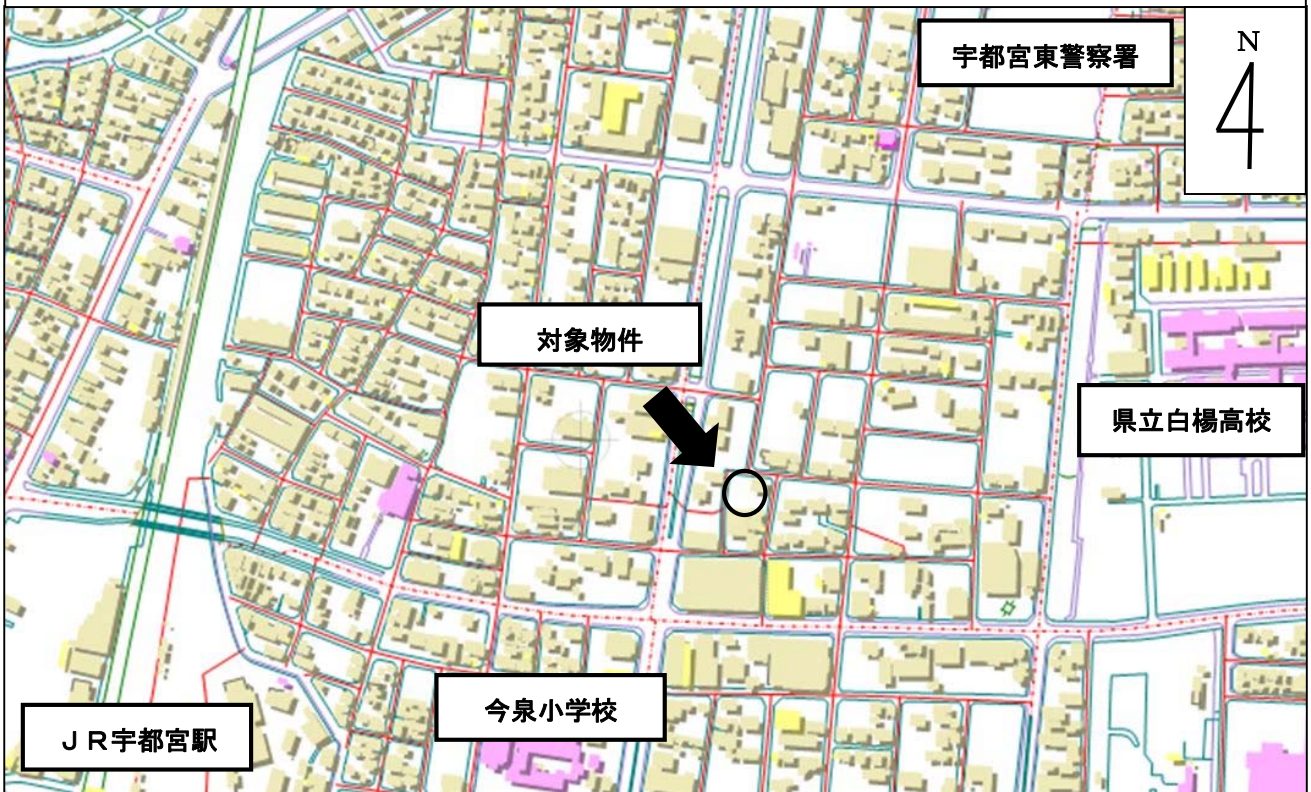 宇都宮東警察署
N
対象物件
県立白楊高校
今泉小学校
ＪＲ宇都宮駅